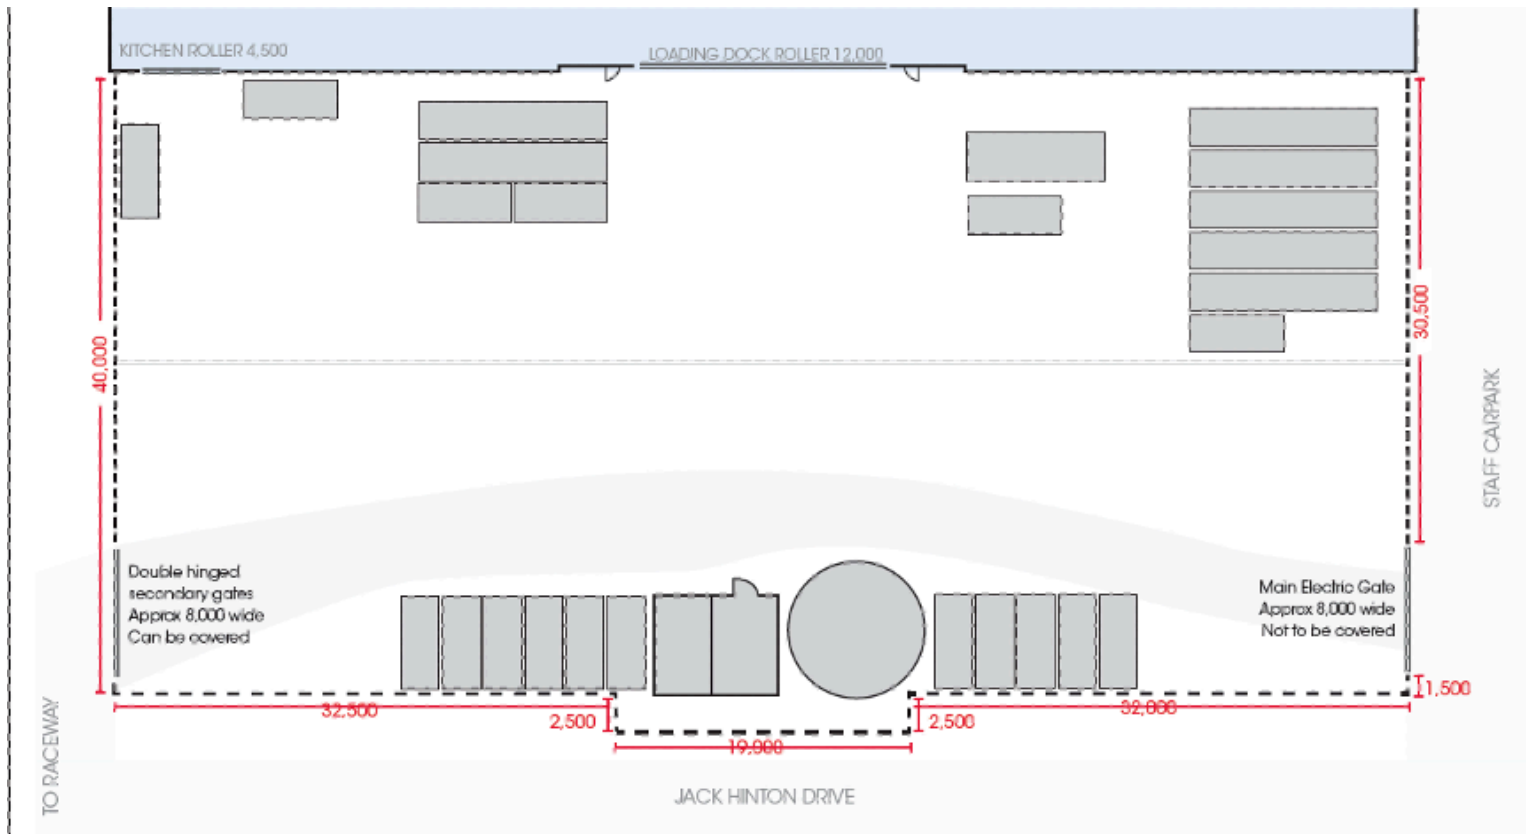 KITCHEN ROLLER 4,500
LOADING DOCK ROLLER 12,000
40,000
30,500
STAFF CARPARK
Double hinged
secondary gates
Approx 8,000 wide
Can be covered
Main Electric Gate
Approx 8,000 wide
Not to be covered
1,500
32,500
2,500
2,500
32,000
19,000
TO RACEWAY
JACK HINTON DRIVE